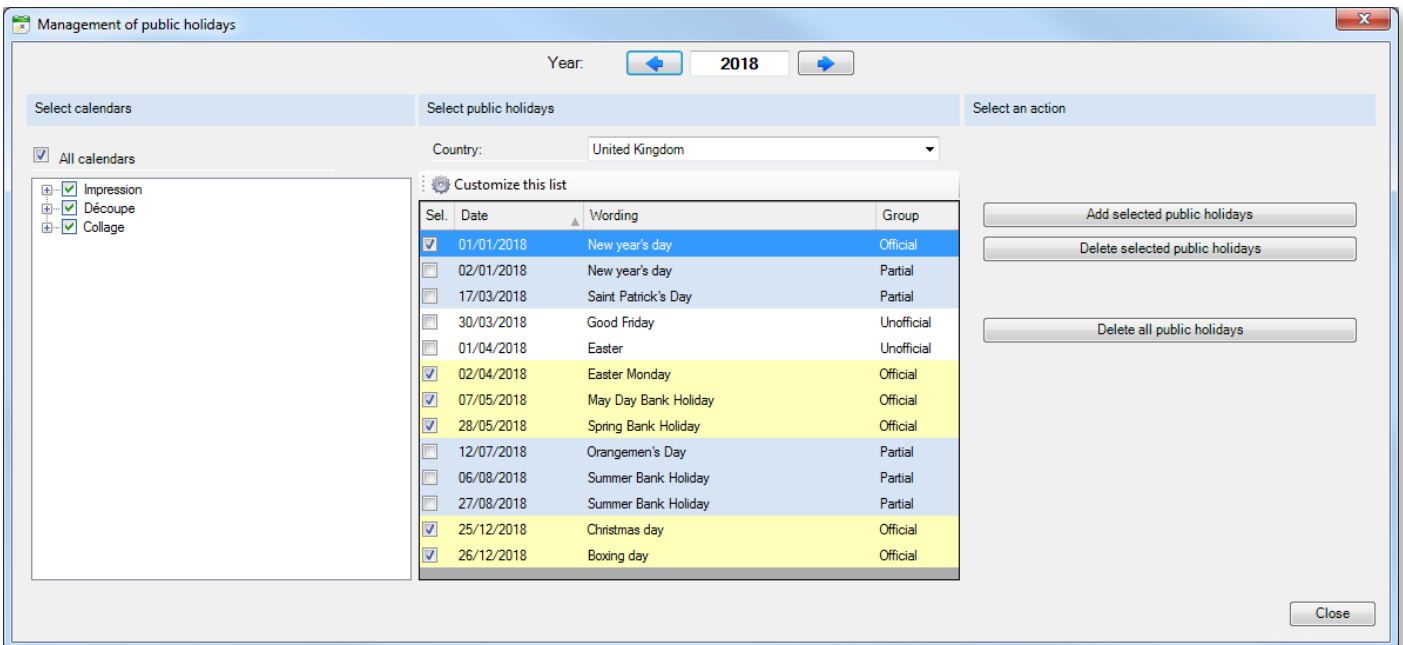 Management of public holidays
Year: 2018
Select calendars
Select public holidays
Select an action
All calendars
Country: United Kingdom
Impression
Découpe
Collage
Customize this list
Sel. Date Wording Group
01/01/2018 New year's day Official
02/01/2018 New year's day Partial
17/03/2018 Saint Patrick's Day Partial
30/03/2018 Good Friday Unofficial
01/04/2018 Easter Unofficial
02/04/2018 Easter Monday Official
07/05/2018 May Day Bank Holiday Official
28/05/2018 Spring Bank Holiday Official
12/07/2018 Orangemen's Day Partial
06/08/2018 Summer Bank Holiday Partial
27/08/2018 Summer Bank Holiday Partial
25/12/2018 Christmas day Official
26/12/2018 Boxing day Official
Add selected public holidays
Delete selected public holidays
Delete all public holidays
Close